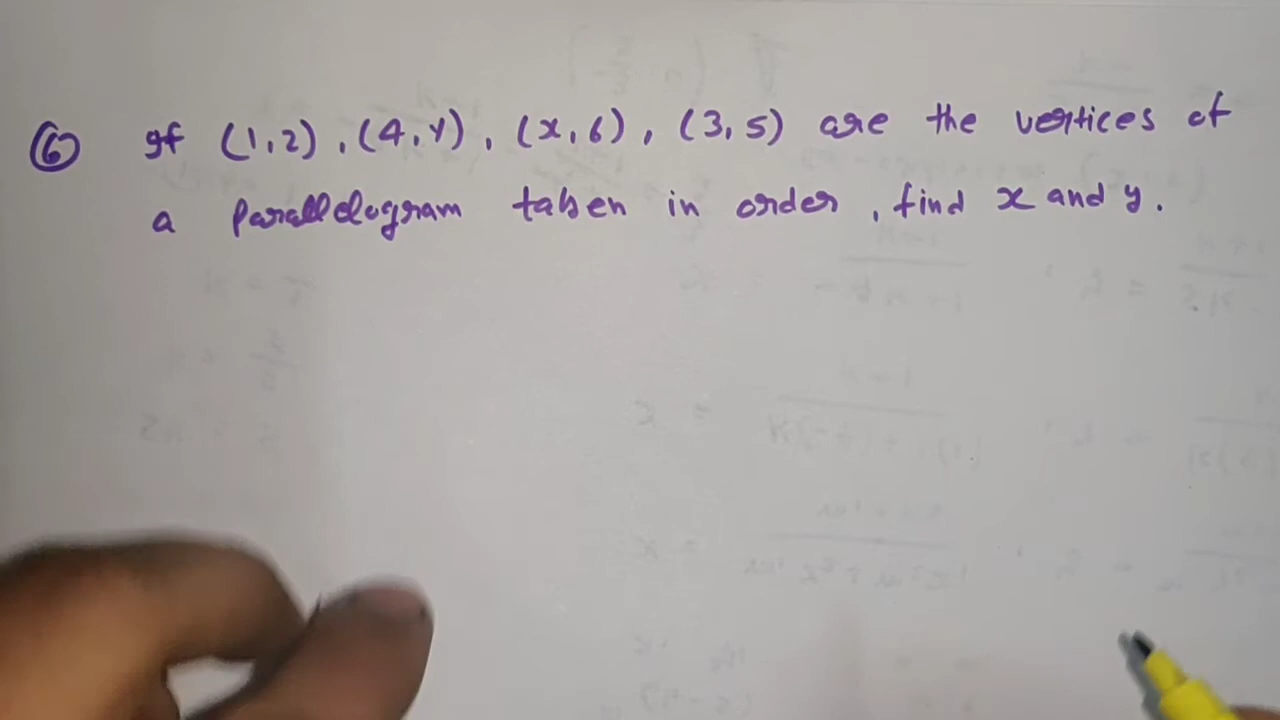 6 If (1,2), (4,y), (x,6), (3,5) are the vertices of
a parallelogram taken in order, find x and y.